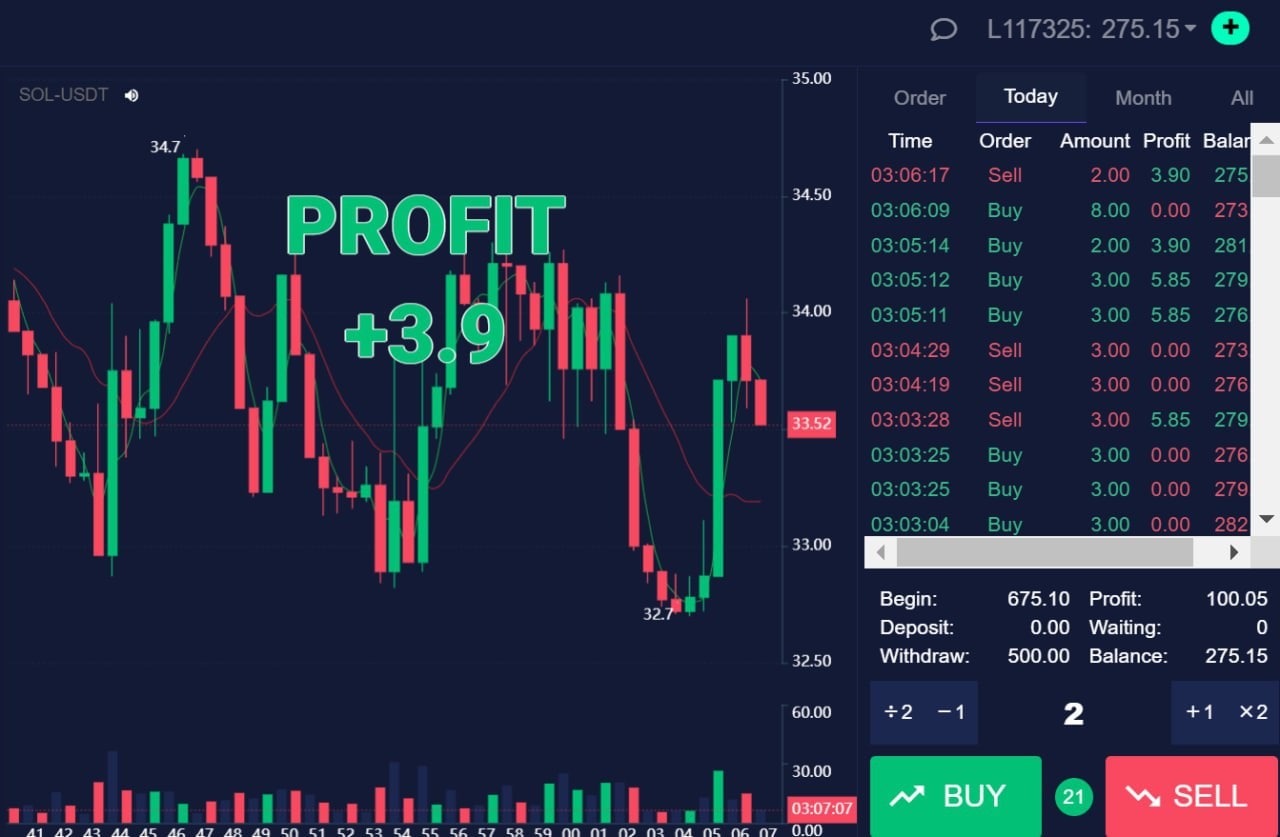 L117325: 275.15
SOL-USDT
35.00
34.50
34.00
33.52
33.00
32.50
34.7
32.7
PROFIT
+3.9
60.00
30.00
03:07:07
0.00
41 42 43 44 45 46 47 48 49 50 51 52 53 54 55 56 57 58 59 00 01 02 03 04 05 06 07
Order Today Month All
Time Order Amount Profit Balan
03:06:17 Sell 2.00 3.90 275
03:06:09 Buy 8.00 0.00 273
03:05:14 Buy 2.00 3.90 281
03:05:12 Buy 3.00 5.85 279
03:05:11 Buy 3.00 5.85 276
03:04:29 Sell 3.00 0.00 273
03:04:19 Sell 3.00 0.00 276
03:03:28 Sell 3.00 5.85 279
03:03:25 Buy 3.00 0.00 276
03:03:25 Buy 3.00 0.00 279
03:03:04 Buy 3.00 0.00 282
Begin: 675.10 Profit: 100.05
Deposit: 0.00 Waiting: 0
Withdraw: 500.00 Balance: 275.15
÷2 −1 2 +1 ×2
BUY 21 SELL